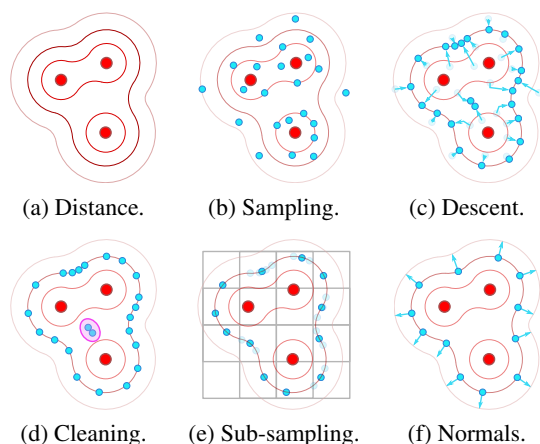 (a) Distance.
(b) Sampling.
(c) Descent.
(d) Cleaning.
(e) Sub-sampling.
(f) Normals.